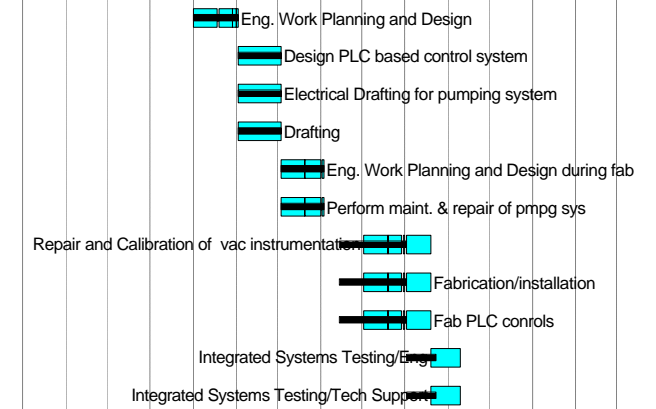 Eng. Work Planning and Design
Design PLC based control system
Electrical Drafting for pumping system
Drafting
Eng. Work Planning and Design during fab
Perform maint. & repair of pmpg sys
Repair and Calibration of vac instrumentation
Fabrication/installation
Fab PLC conrols
Integrated Systems Testing/Eng
Integrated Systems Testing/Tech Support